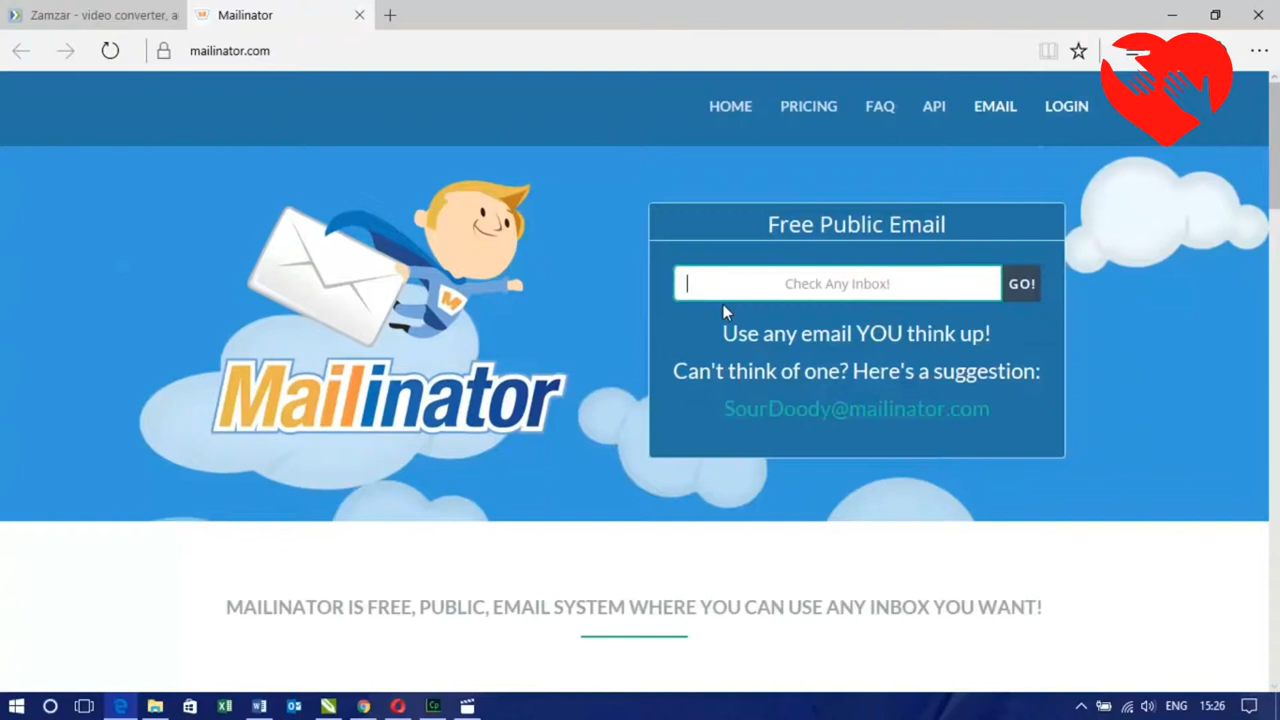 Zamzar - video converter, a
Mailinator
mailinator.com
HOME PRICING FAQ API EMAIL LOGIN
Free Public Email
Check Any Inbox! GO!
Use any email YOU think up!
Can't think of one? Here's a suggestion:
SourDoody@mailinator.com
M
Mailinator
MAILINATOR IS FREE, PUBLIC, EMAIL SYSTEM WHERE YOU CAN USE ANY INBOX YOU WANT!
Cp
ENG 15:26